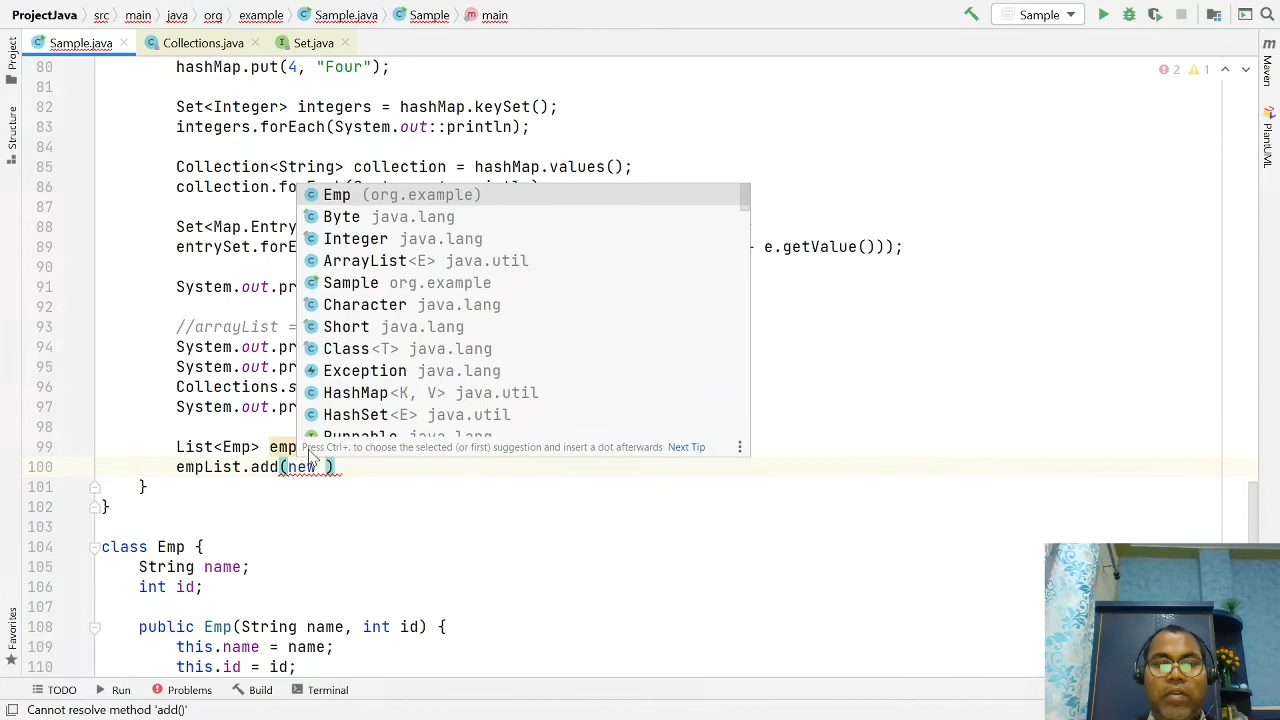 ProjectJava src main java org example Sample.java Sample main Sample
Sample.java Collections.java Set.java
Project
Structure
Favorites
Maven
PlantUML
2 1
80 hashMap.put(4, "Four");
81
82 Set<Integer> integers = hashMap.keySet();
83 integers.forEach(System.out::println);
84
85 Collection<String> collection = hashMap.values();
86
87
88 Set<Map.Entry
89 entrySet.forE e.getValue()));
90
91 System.out.pr
92
93 //arrayList =
94 System.out.pr
95 System.out.pr
96 Collections.s
97 System.out.pr
98
99 List<Emp> emp
100 empList.add(new )
101 }
102 }
103
104 class Emp {
105 String name;
106 int id;
107
108 public Emp(String name, int id) {
109 this.name = name;
110 this.id = id;
Emp (org.example)
Byte java.lang
Integer java.lang
ArrayList<E> java.util
Sample org.example
Character java.lang
Short java.lang
Class<T> java.lang
Exception java.lang
HashMap<K, V> java.util
HashSet<E> java.util
Runnable java.lang
Press Ctrl+. to choose the selected (or first) suggestion and insert a dot afterwards Next Tip
TODO Run Problems Build Terminal
Cannot resolve method 'add()'